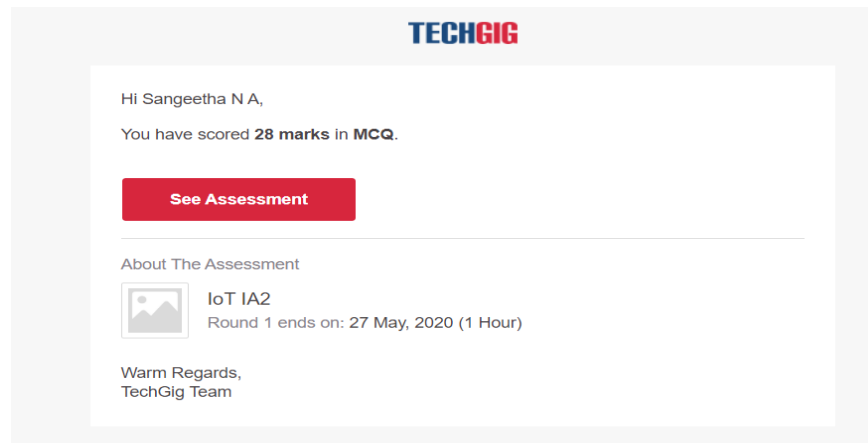 TECHGIG
Hi Sangeetha N A,
You have scored 28 marks in MCQ.
See Assessment
About The Assessment
IoT IA2
Round 1 ends on: 27 May, 2020 (1 Hour)
Warm Regards,
TechGig Team